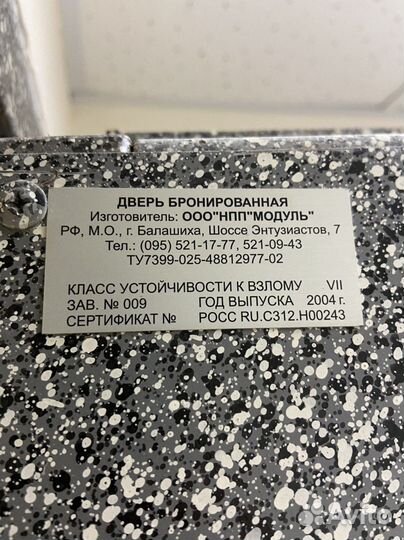 ДВЕРЬ БРОНИРОВАННАЯ
Изготовитель: ООО"НПП"МОДУЛЬ"
РФ, М.О., г. Балашиха, Шоссе Энтузиастов, 7
Тел.: (095) 521-17-77, 521-09-43
ТУ7399-025-48812977-02
КЛАСС УСТОЙЧИВОСТИ К ВЗЛОМУ VII
ЗАВ. № 009 ГОД ВЫПУСКА 2004 г.
СЕРТИФИКАТ № РОСС RU.C312.H00243
Avito